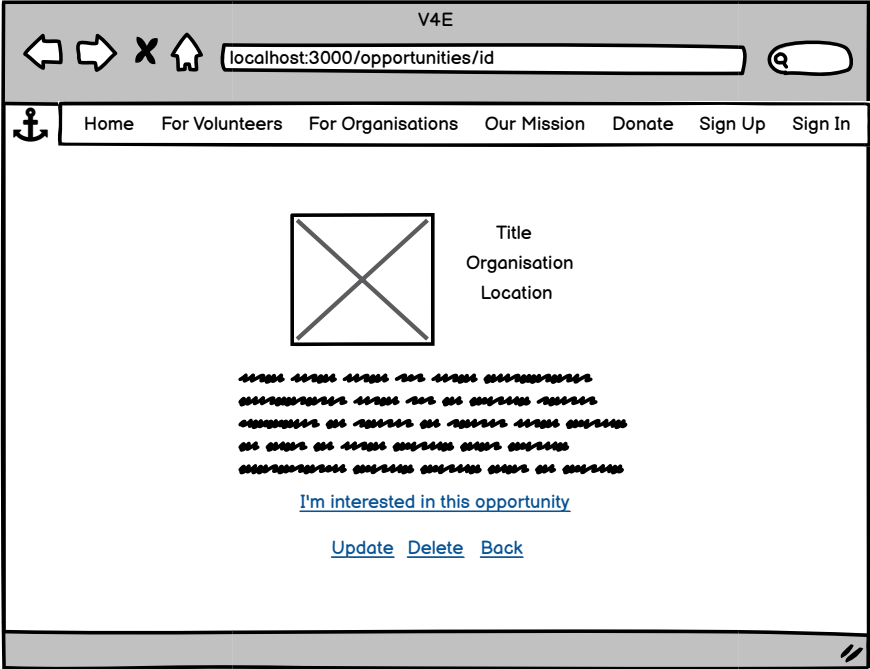 V4E
localhost:3000/opportunities/id
Home For Volunteers For Organisations Our Mission Donate Sign Up Sign In
Title
Organisation
Location
I'm interested in this opportunity
Update Delete Back